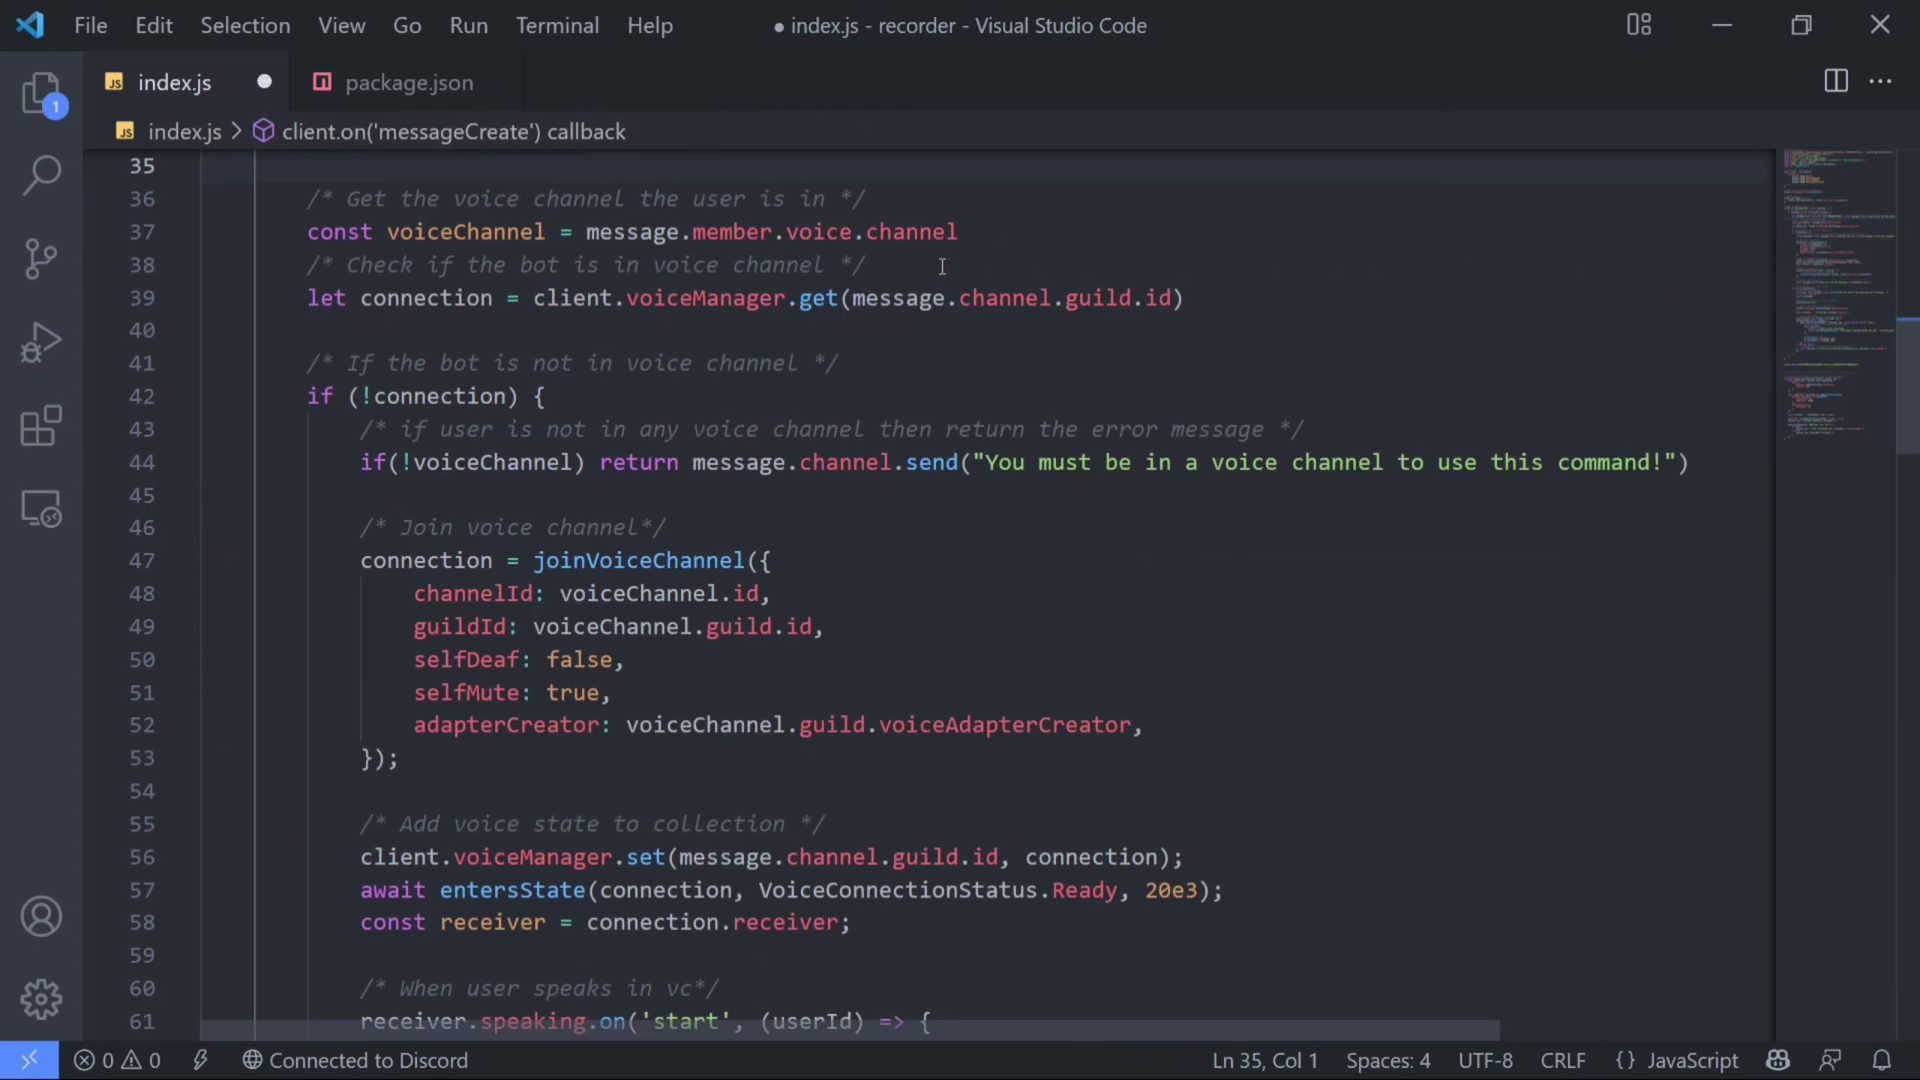 File Edit Selection View Go Run Terminal Help ● index.js - recorder - Visual Studio Code
JS index.js ● package.json
JS index.js > client.on('messageCreate') callback
1
35
36 /* Get the voice channel the user is in */
37 const voiceChannel = message.member.voice.channel
38 /* Check if the bot is in voice channel */
39 let connection = client.voiceManager.get(message.channel.guild.id)
40
41 /* If the bot is not in voice channel */
42 if (!connection) {
43 /* if user is not in any voice channel then return the error message */
44 if(!voiceChannel) return message.channel.send("You must be in a voice channel to use this command!")
45
46 /* Join voice channel*/
47 connection = joinVoiceChannel({
48 channelId: voiceChannel.id,
49 guildId: voiceChannel.guild.id,
50 selfDeaf: false,
51 selfMute: true,
52 adapterCreator: voiceChannel.guild.voiceAdapterCreator,
53 });
54
55 /* Add voice state to collection */
56 client.voiceManager.set(message.channel.guild.id, connection);
57 await entersState(connection, VoiceConnectionStatus.Ready, 20e3);
58 const receiver = connection.receiver;
59
60 /* When user speaks in vc*/
61 receiver.speaking.on('start', (userId) => {
0 0 Connected to Discord Ln 35, Col 1 Spaces: 4 UTF-8 CRLF {} JavaScript